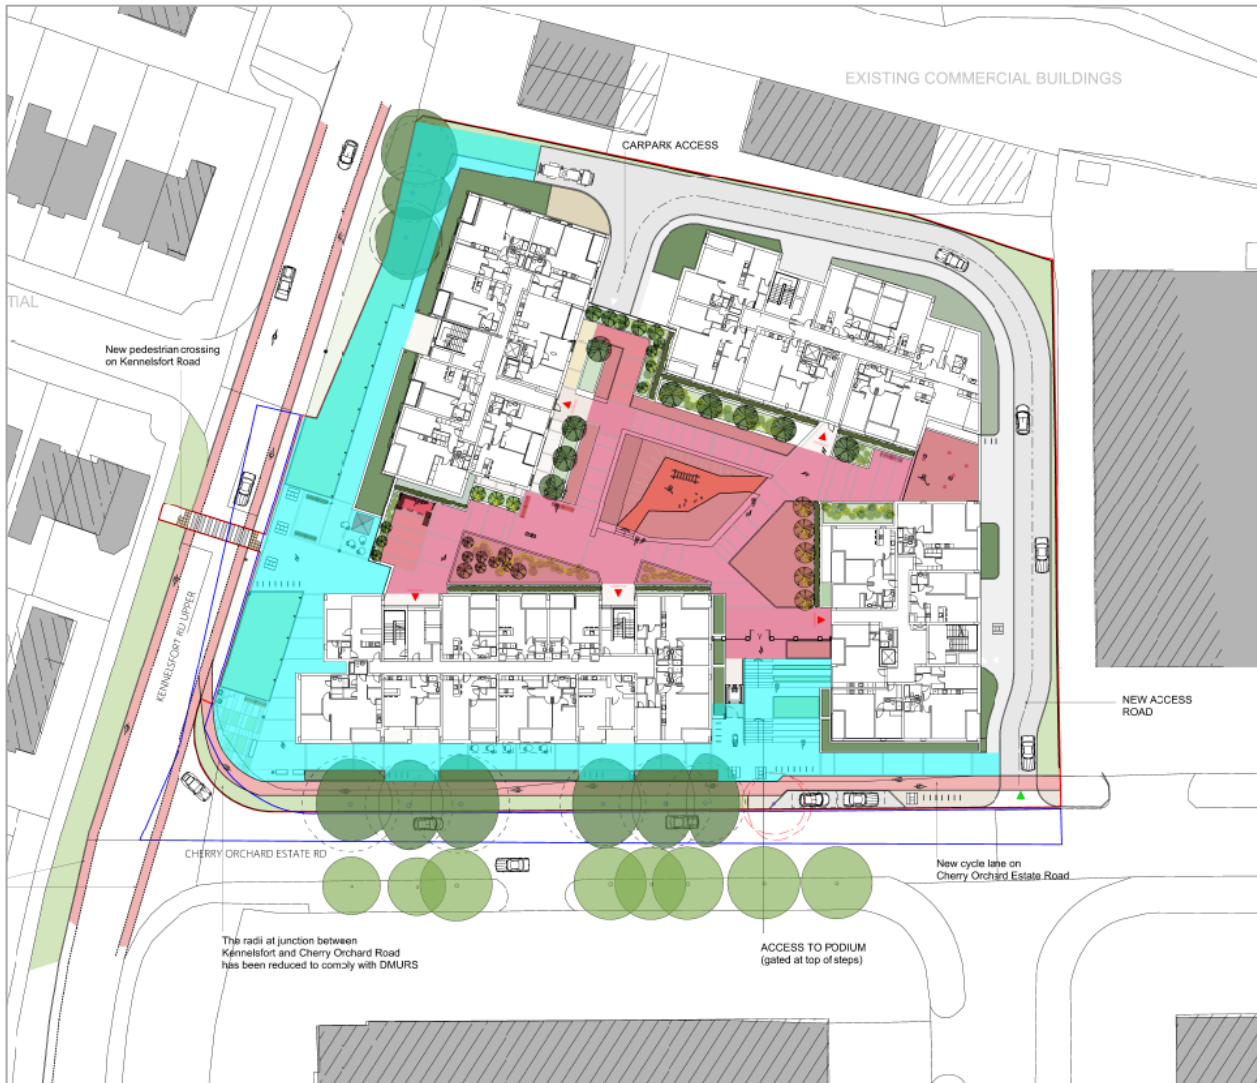 EXISTING COMMERCIAL BUILDINGS
CARPARK ACCESS
TIAL
New pedestrian crossing
on Kennelsfort Road
KENNELSFORT RD UPPER
NEW ACCESS
ROAD
CHERRY ORCHARD ESTATE RD
New cycle lane on
Cherry Orchard Estate Road
The radii at junction between
Kennelsfort and Cherry Orchard Road
has been reduced to comply with DMURS
ACCESS TO PODIUM
(gated at top of steps)